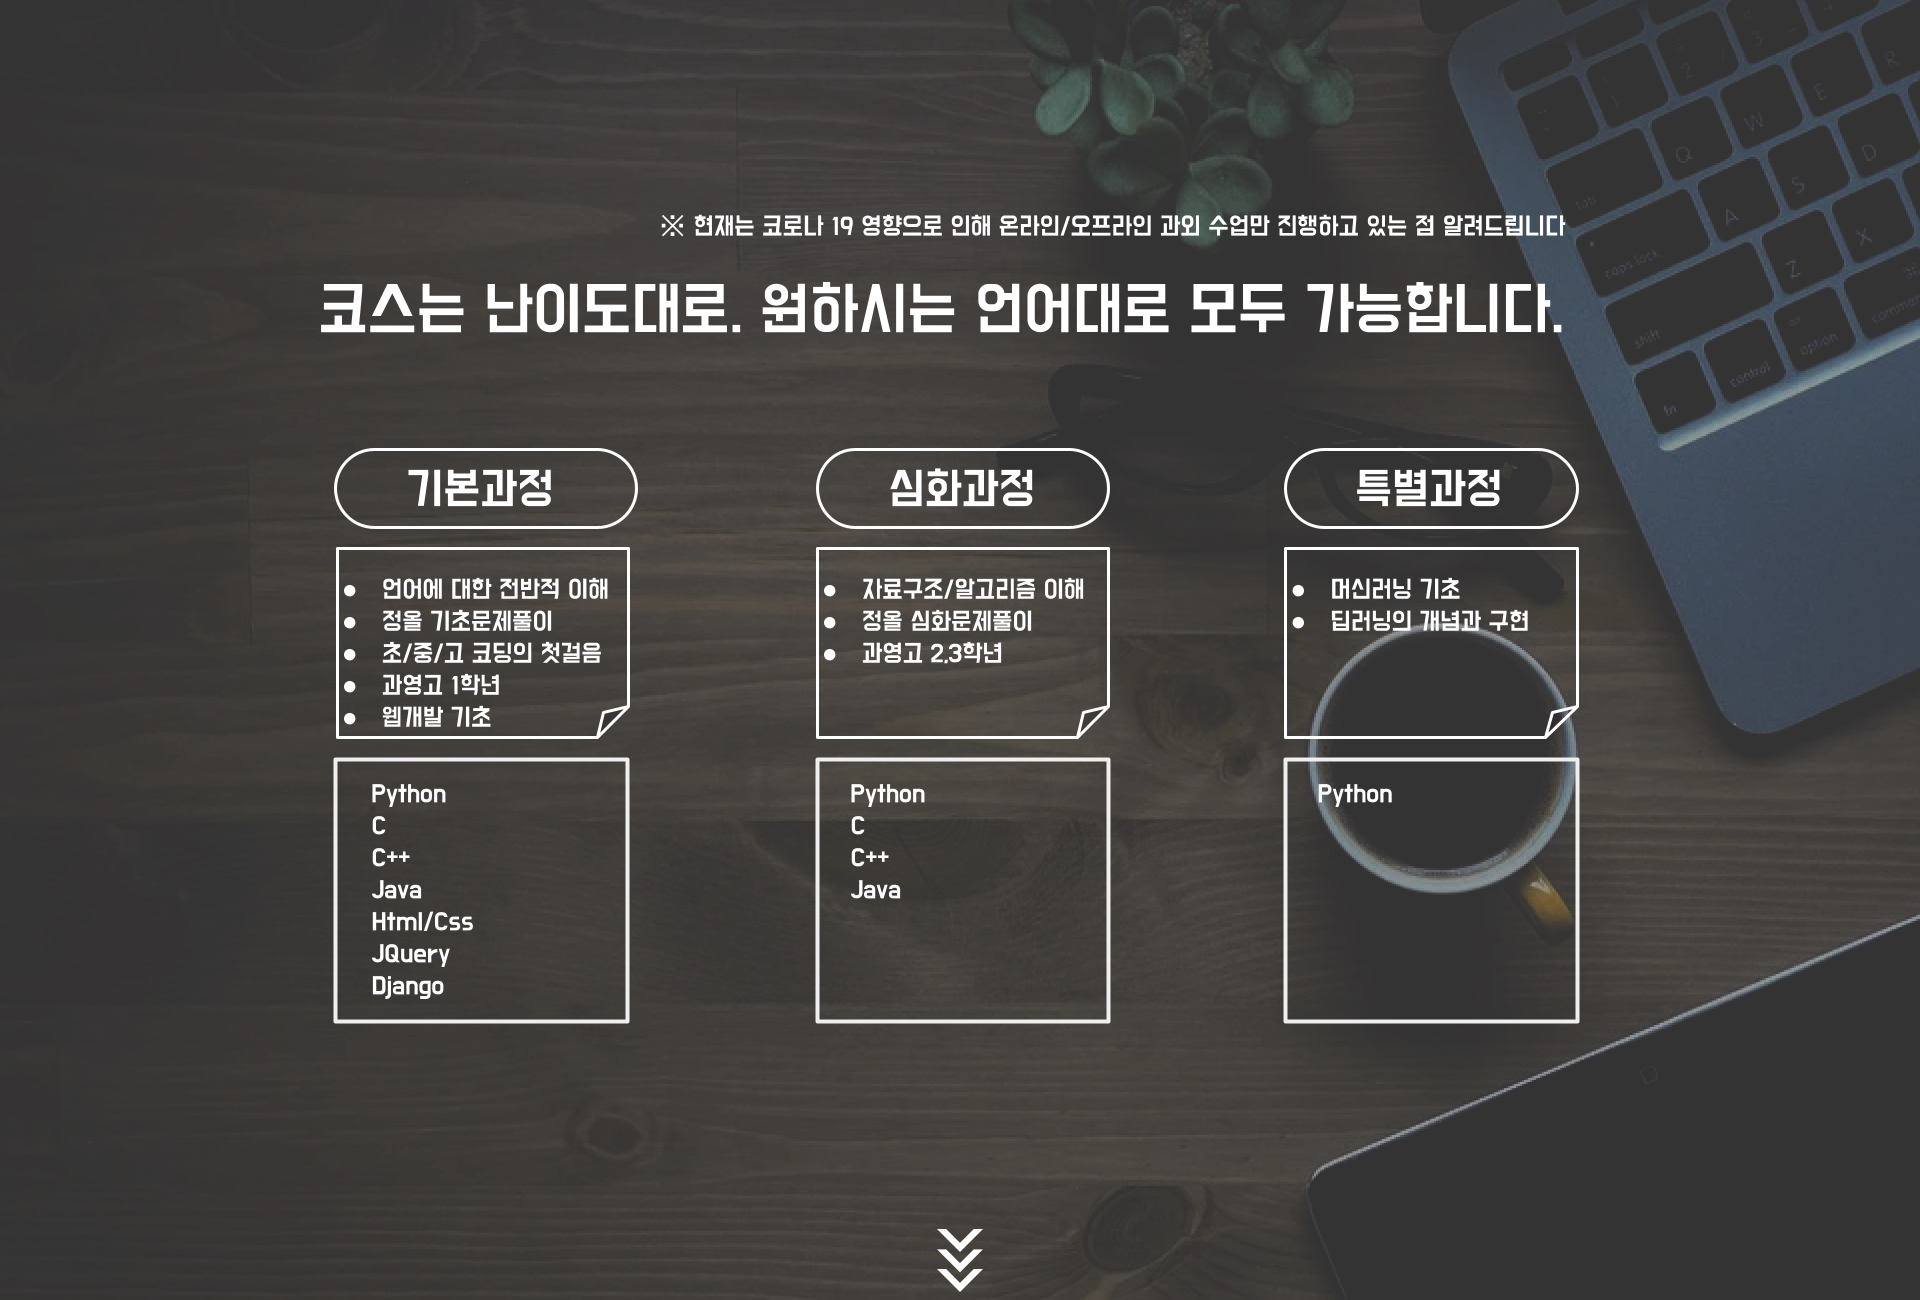 ※ 현재는 코로나 19 영향으로 인해 온라인/오프라인 과외 수업만 진행하고 있는 점 알려드립니다
코스는 난이도대로. 원하시는 언어대로 모두 가능합니다.
기본과정
● 언어에 대한 전반적 이해
● 정올 기초문제풀이
● 초/중/고 코딩의 첫걸음
● 과영고 1학년
● 웹개발 기초
Python
C
C++
Java
Html/Css
JQuery
Django
심화과정
● 자료구조/알고리즘 이해
● 정올 심화문제풀이
● 과영고 2,3학년
Python
C
C++
Java
특별과정
● 머신러닝 기초
● 딥러닝의 개념과 구현
Python